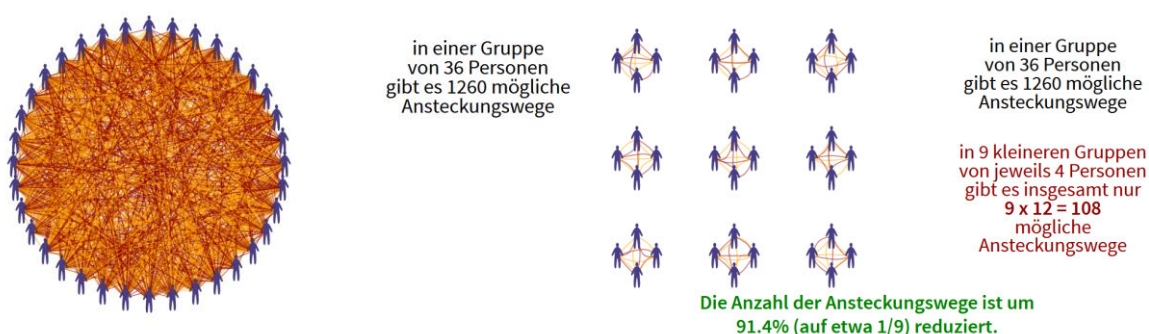 in einer Gruppe
von 36 Personen
gibt es 1260 mögliche
Ansteckungswege
in einer Gruppe
von 36 Personen
gibt es 1260 mögliche
Ansteckungswege
in 9 kleineren Gruppen
von jeweils 4 Personen
gibt es insgesamt nur
9 x 12 = 108
mögliche
Ansteckungswege
Die Anzahl der Ansteckungswege ist um
91.4% (auf etwa 1/9) reduziert.